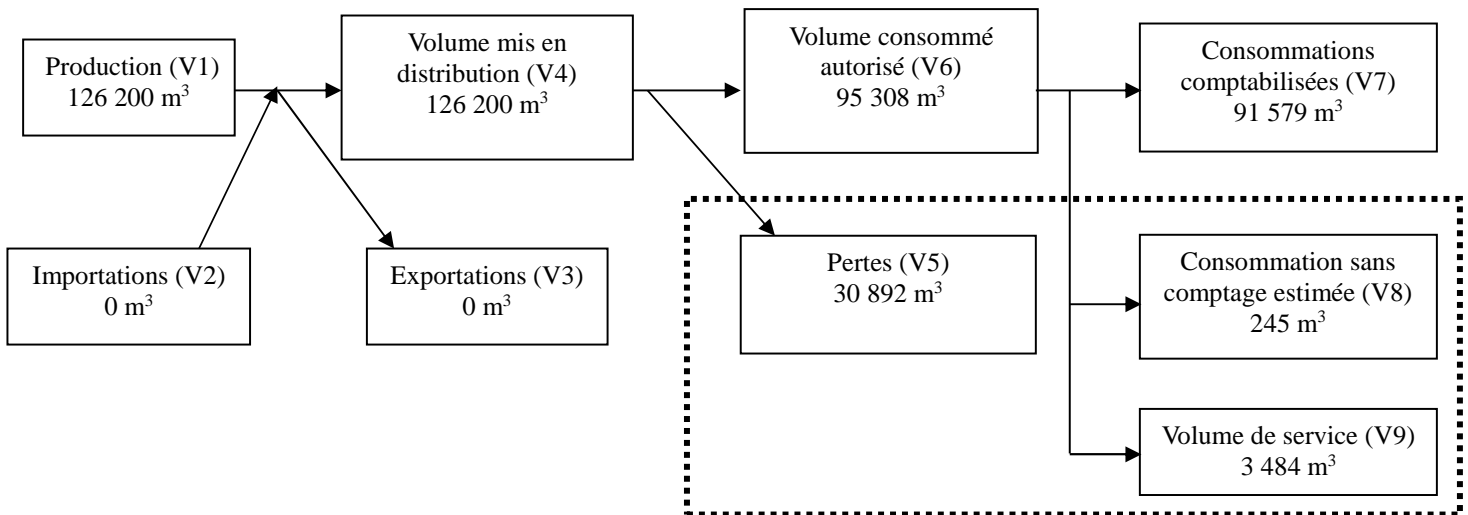 Production (V1)
126 200 m³
Volume mis en
distribution (V4)
126 200 m³
Volume consommé
autorisé (V6)
95 308 m³
Consommations
comptabilisées (V7)
91 579 m³
Importations (V2)
0 m³
Exportations (V3)
0 m³
Pertes (V5)
30 892 m³
Consommation sans
comptage estimée (V8)
245 m³
Volume de service (V9)
3 484 m³